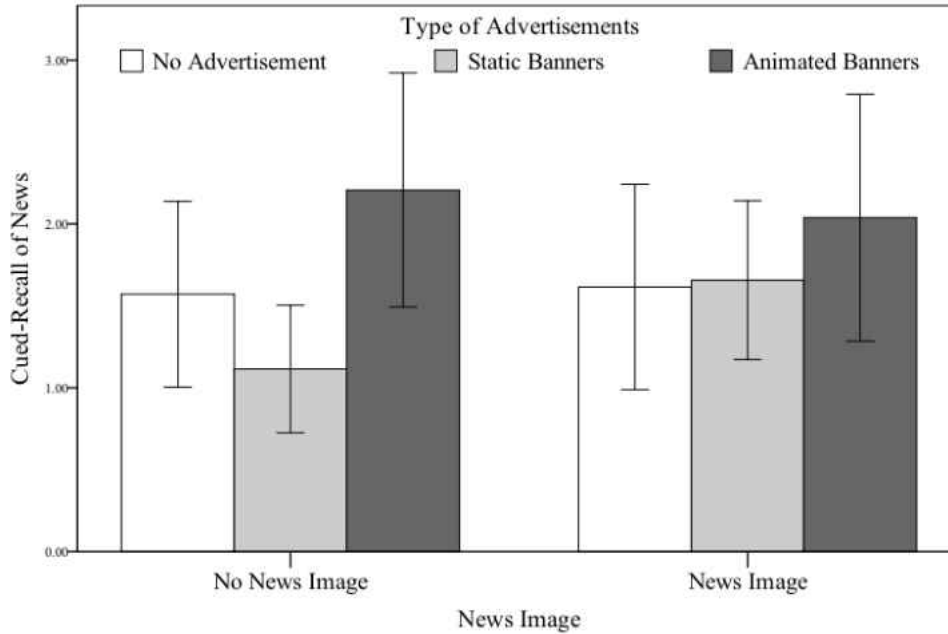 Type of Advertisements
No Advertisement Static Banners Animated Banners
3.00
2.00
1.00
0.00
Cued-Recall of News
No News Image News Image
News Image